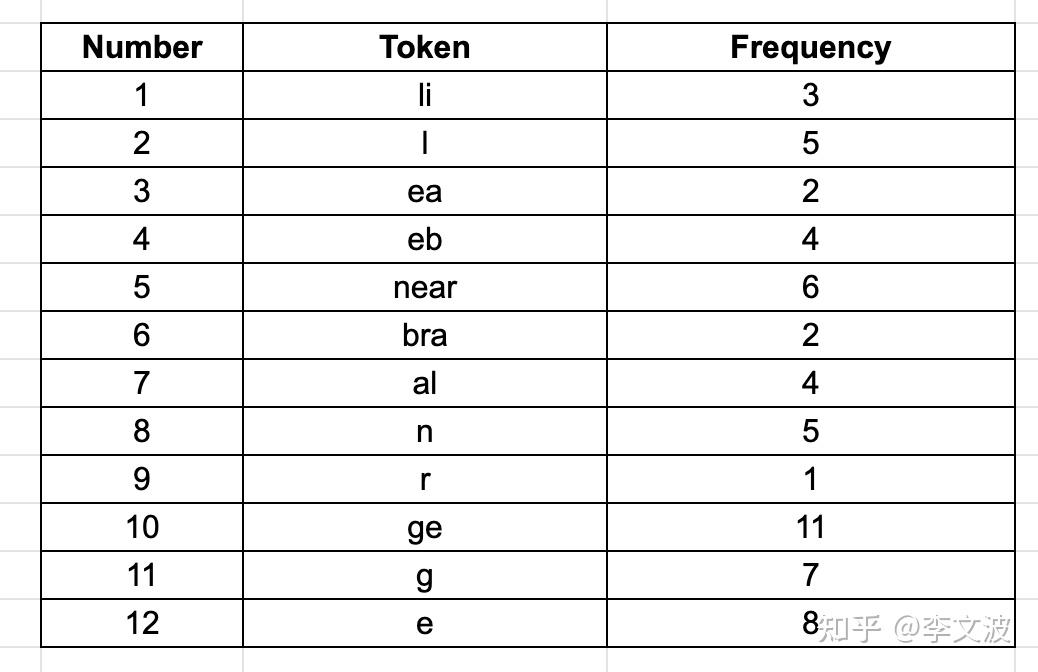 Number Token Frequency
1 li 3
2 l 5
3 ea 2
4 eb 4
5 near 6
6 bra 2
7 al 4
8 n 5
9 r 1
10 ge 11
11 g 7
12 e 8
知乎 @李文波